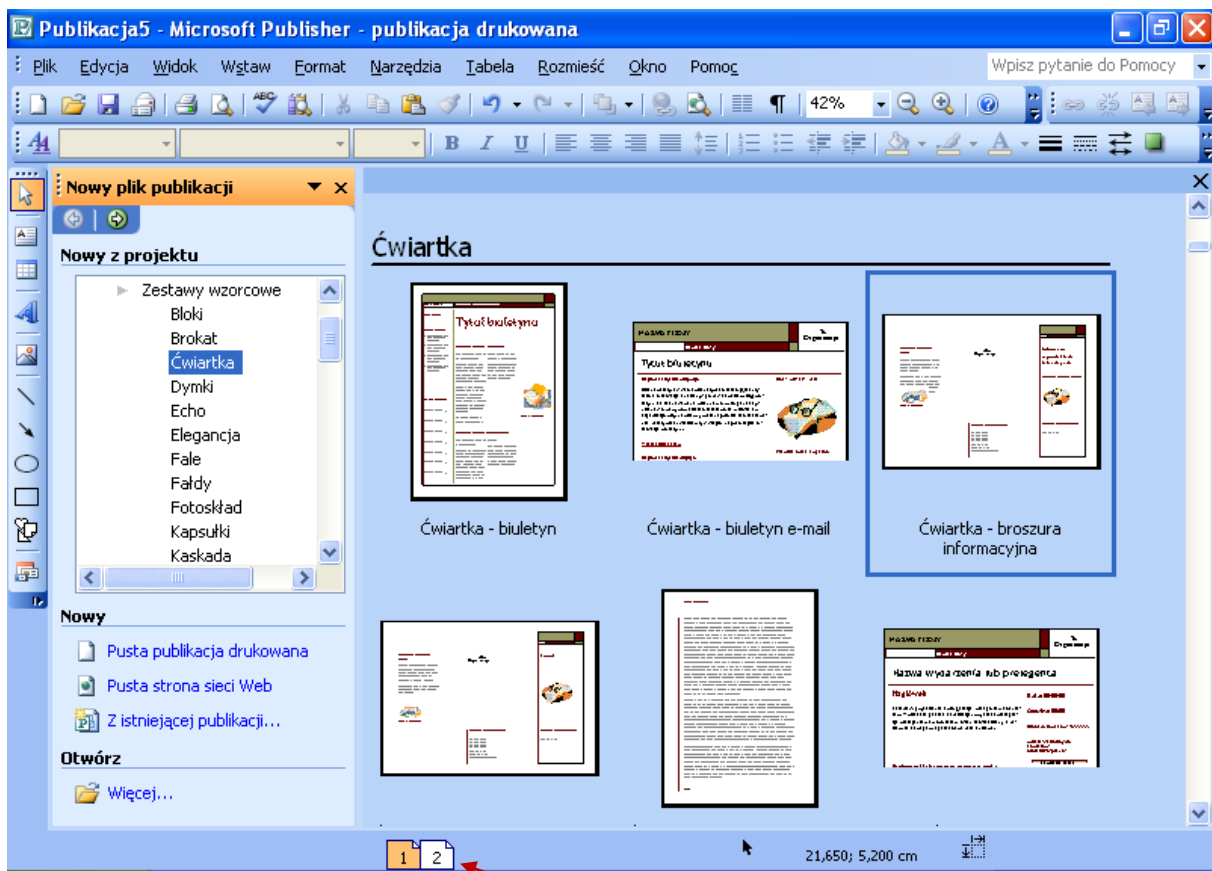 Publikacja5 - Microsoft Publisher - publikacja drukowana
Plik Edycja Widok Wstaw Format Narzędzia Tabela Rozmieść Okno Pomoc Wpisz pytanie do Pomocy
ABC 42%
B I U A
Nowy plik publikacji
Nowy z projektu
Zestawy wzorcowe
Bloki
Brokat
Ćwiartka
Dymki
Echo
Elegancja
Fale
Fałdy
Fotoskład
Kapsułki
Kaskada
Nowy
Pusta publikacja drukowana
Pusta strona sieci Web
Z istniejącej publikacji...
Otwórz
Więcej...
Ćwiartka
Tytuł biuletynu
Tytuł biuletynu
Ćwiartka - biuletyn
Ćwiartka - biuletyn e-mail
Ćwiartka - broszura
informacyjna
Nazwa wydarzenia lub prelegenta
1 2
21,650; 5,200 cm